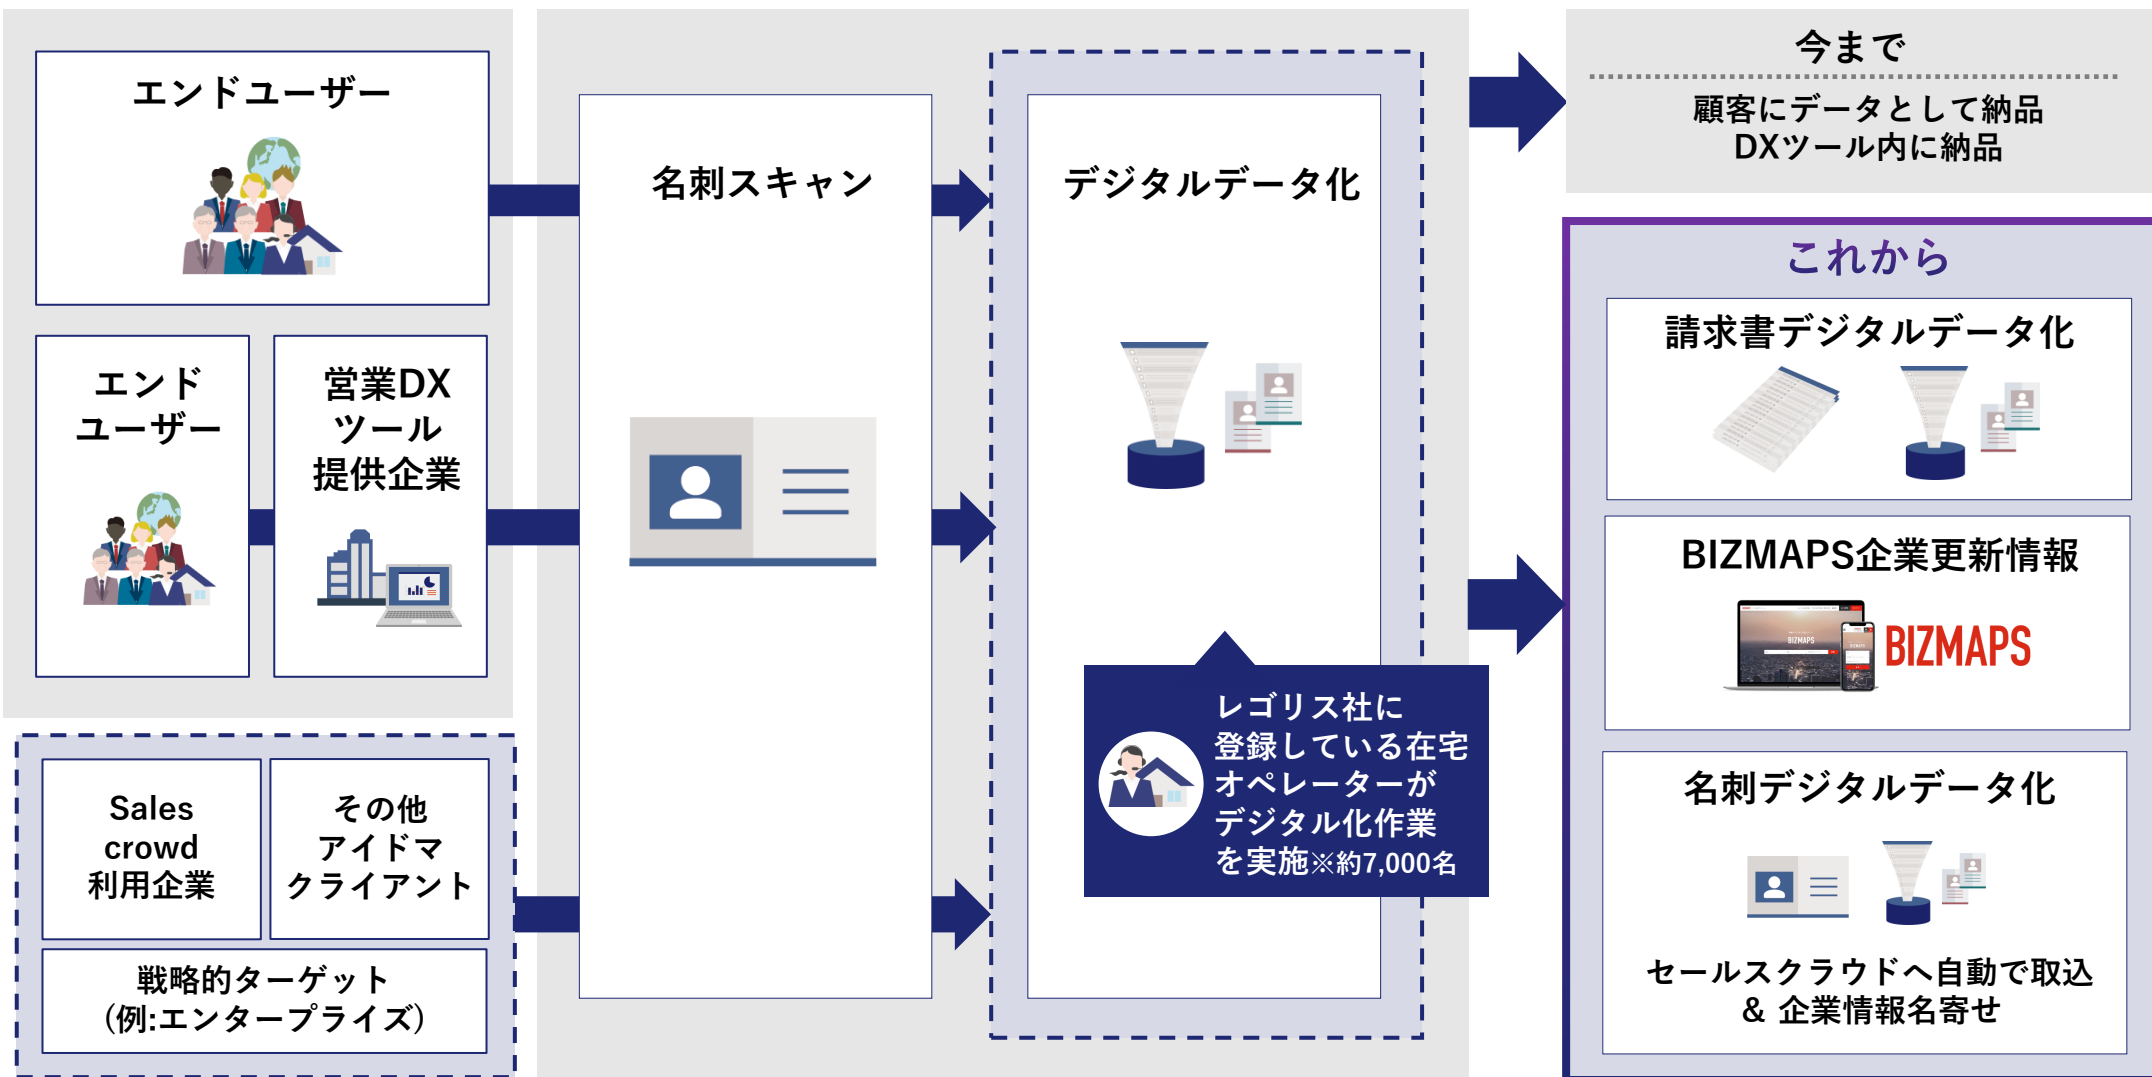 エンドユーザー
エンド
ユーザー
営業DX
ツール
提供企業
Sales
crowd
利用企業
その他
アイドマ
クライアント
戦略的ターゲット
(例:エンタープライズ)
名刺スキャン
デジタルデータ化
レゴリス社に
登録している在宅
オペレーターが
デジタル化作業
を実施※約7,000名
今まで
顧客にデータとして納品
DXツール内に納品
これから
請求書デジタルデータ化
BIZMAPS企業更新情報
BIZMAPS
BIZMAPS
名刺デジタルデータ化
セールスクラウドへ自動で取込
& 企業情報名寄せ